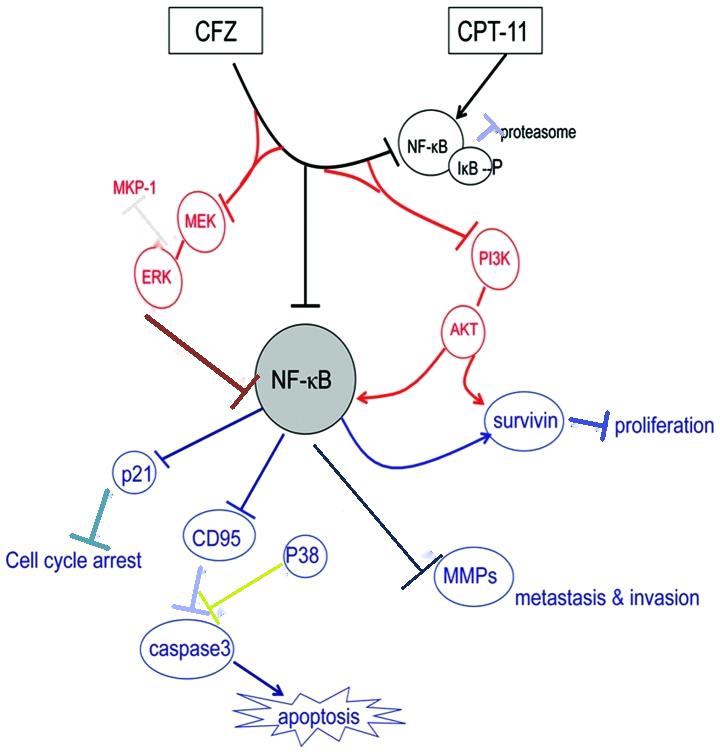 CFZ
CPT-11
NF-κB
proteasome
IκB --P
MKP-1
MEK
PI3K
ERK
AKT
NF-κB
survivin
proliferation
p21
CD95
P38
Cell cycle arrest
MMPs
metastasis & invasion
caspase3
apoptosis